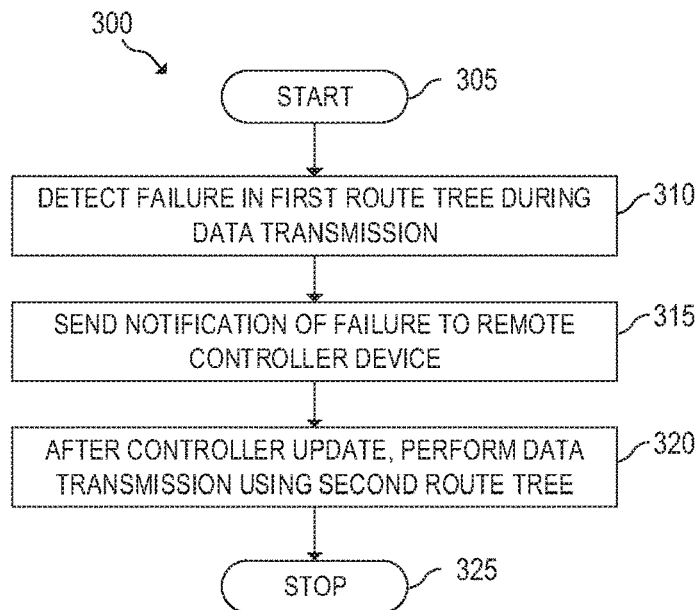 300
START
305
DETECT FAILURE IN FIRST ROUTE TREE DURING
DATA TRANSMISSION
310
SEND NOTIFICATION OF FAILURE TO REMOTE
CONTROLLER DEVICE
315
AFTER CONTROLLER UPDATE, PERFORM DATA
TRANSMISSION USING SECOND ROUTE TREE
320
STOP
325